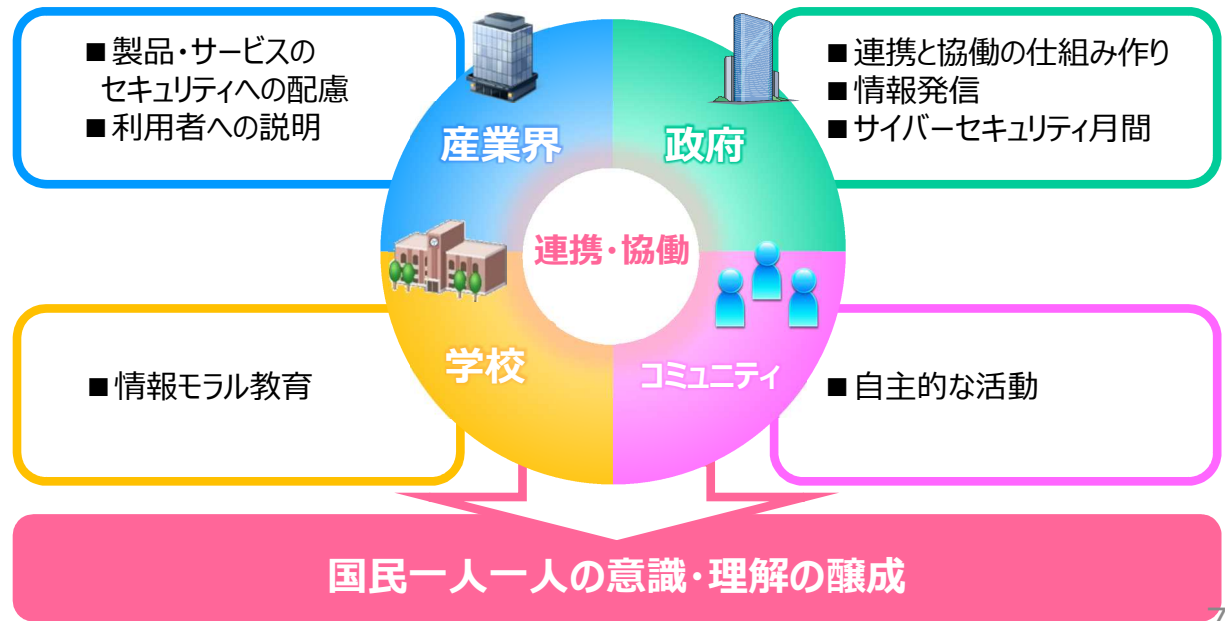 ■ 製品・サービスの
セキュリティへの配慮
■ 利用者への説明
産業界
政府
■ 連携と協働の仕組み作り
■ 情報発信
■ サイバーセキュリティ月間
連携・協働
学校
コミュニティ
■ 情報モラル教育
■ 自主的な活動
国民一人一人の意識・理解の醸成